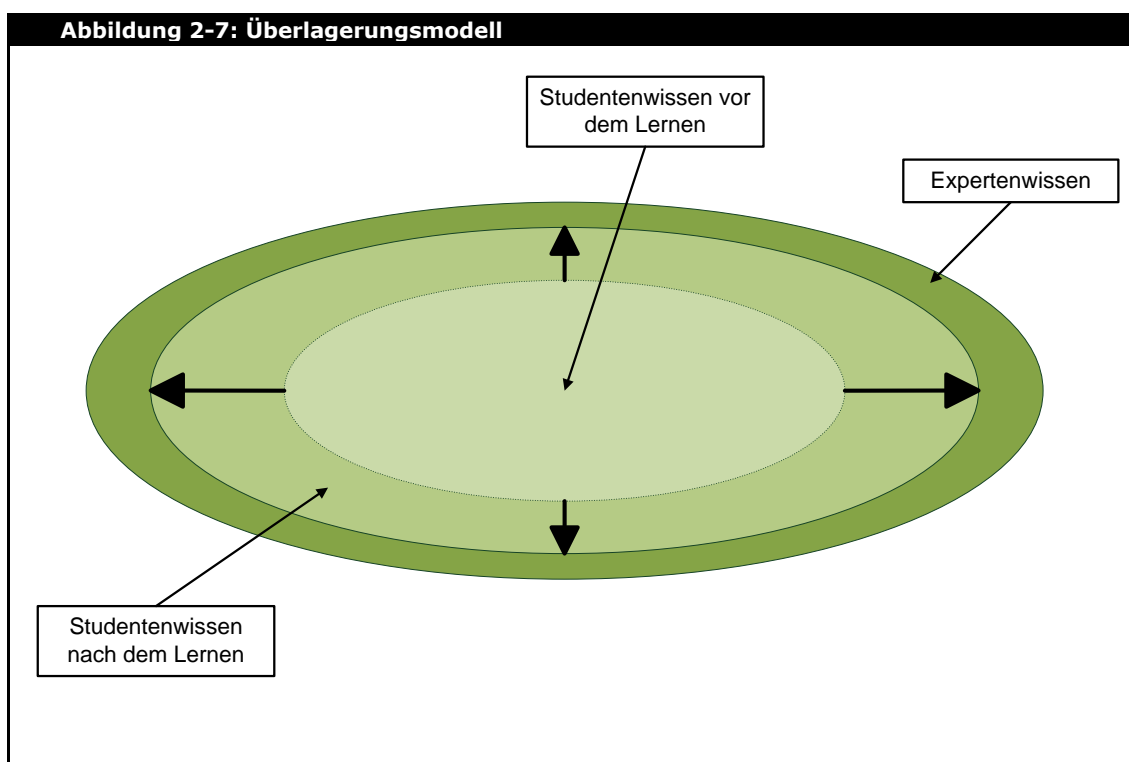 Abbildung 2-7: Überlagerungsmodell
Studentenwissen vor
dem Lernen
Expertenwissen
Studentenwissen
nach dem Lernen